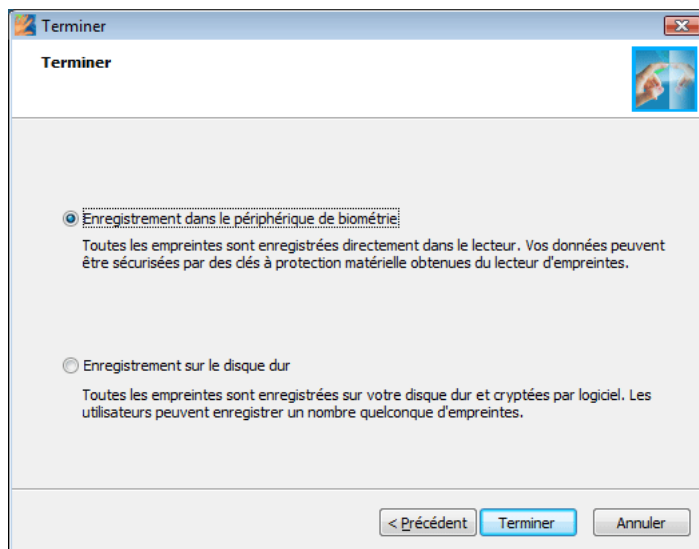 Terminer
Terminer
Enregistrement dans le périphérique de biométrie
Toutes les empreintes sont enregistrées directement dans le lecteur. Vos données peuvent
être sécurisées par des clés à protection matérielle obtenues du lecteur d'empreintes.
Enregistrement sur le disque dur
Toutes les empreintes sont enregistrées sur votre disque dur et cryptées par logiciel. Les
utilisateurs peuvent enregistrer un nombre quelconque d'empreintes.
< Précédent Terminer Annuler